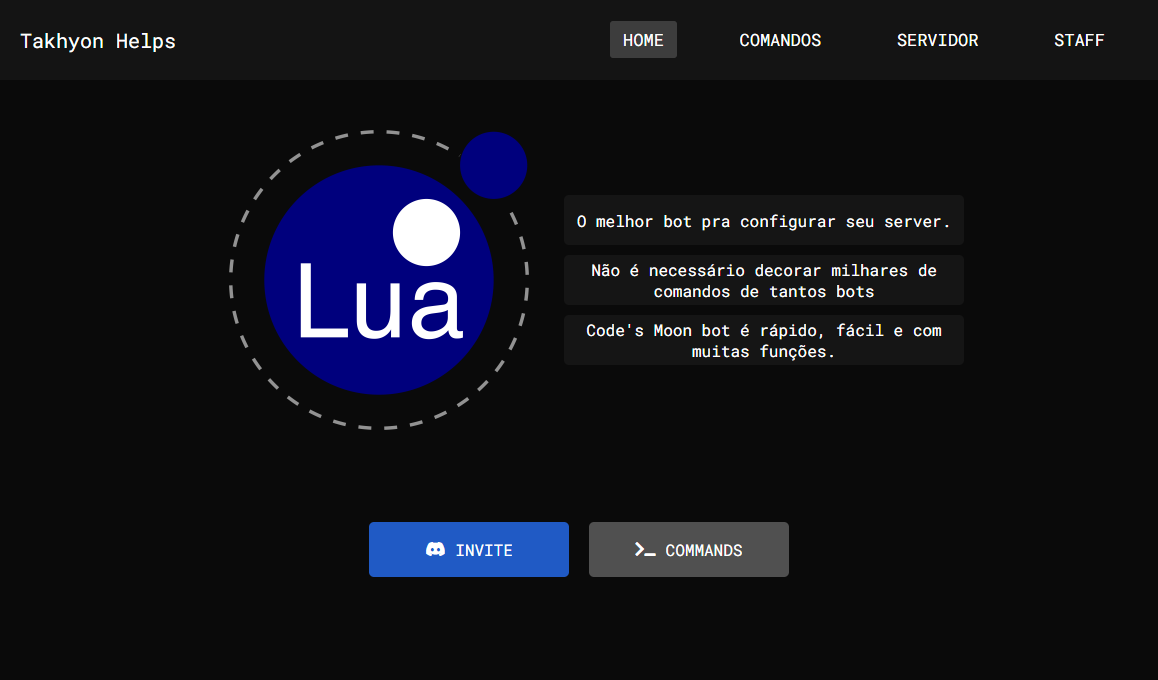 Takhyon Helps
HOME
COMANDOS
SERVIDOR
STAFF
Lua
O melhor bot pra configurar seu server.
Não é necessário decorar milhares de
comandos de tantos bots
Code's Moon bot é rápido, fácil e com
muitas funções.
INVITE
COMMANDS